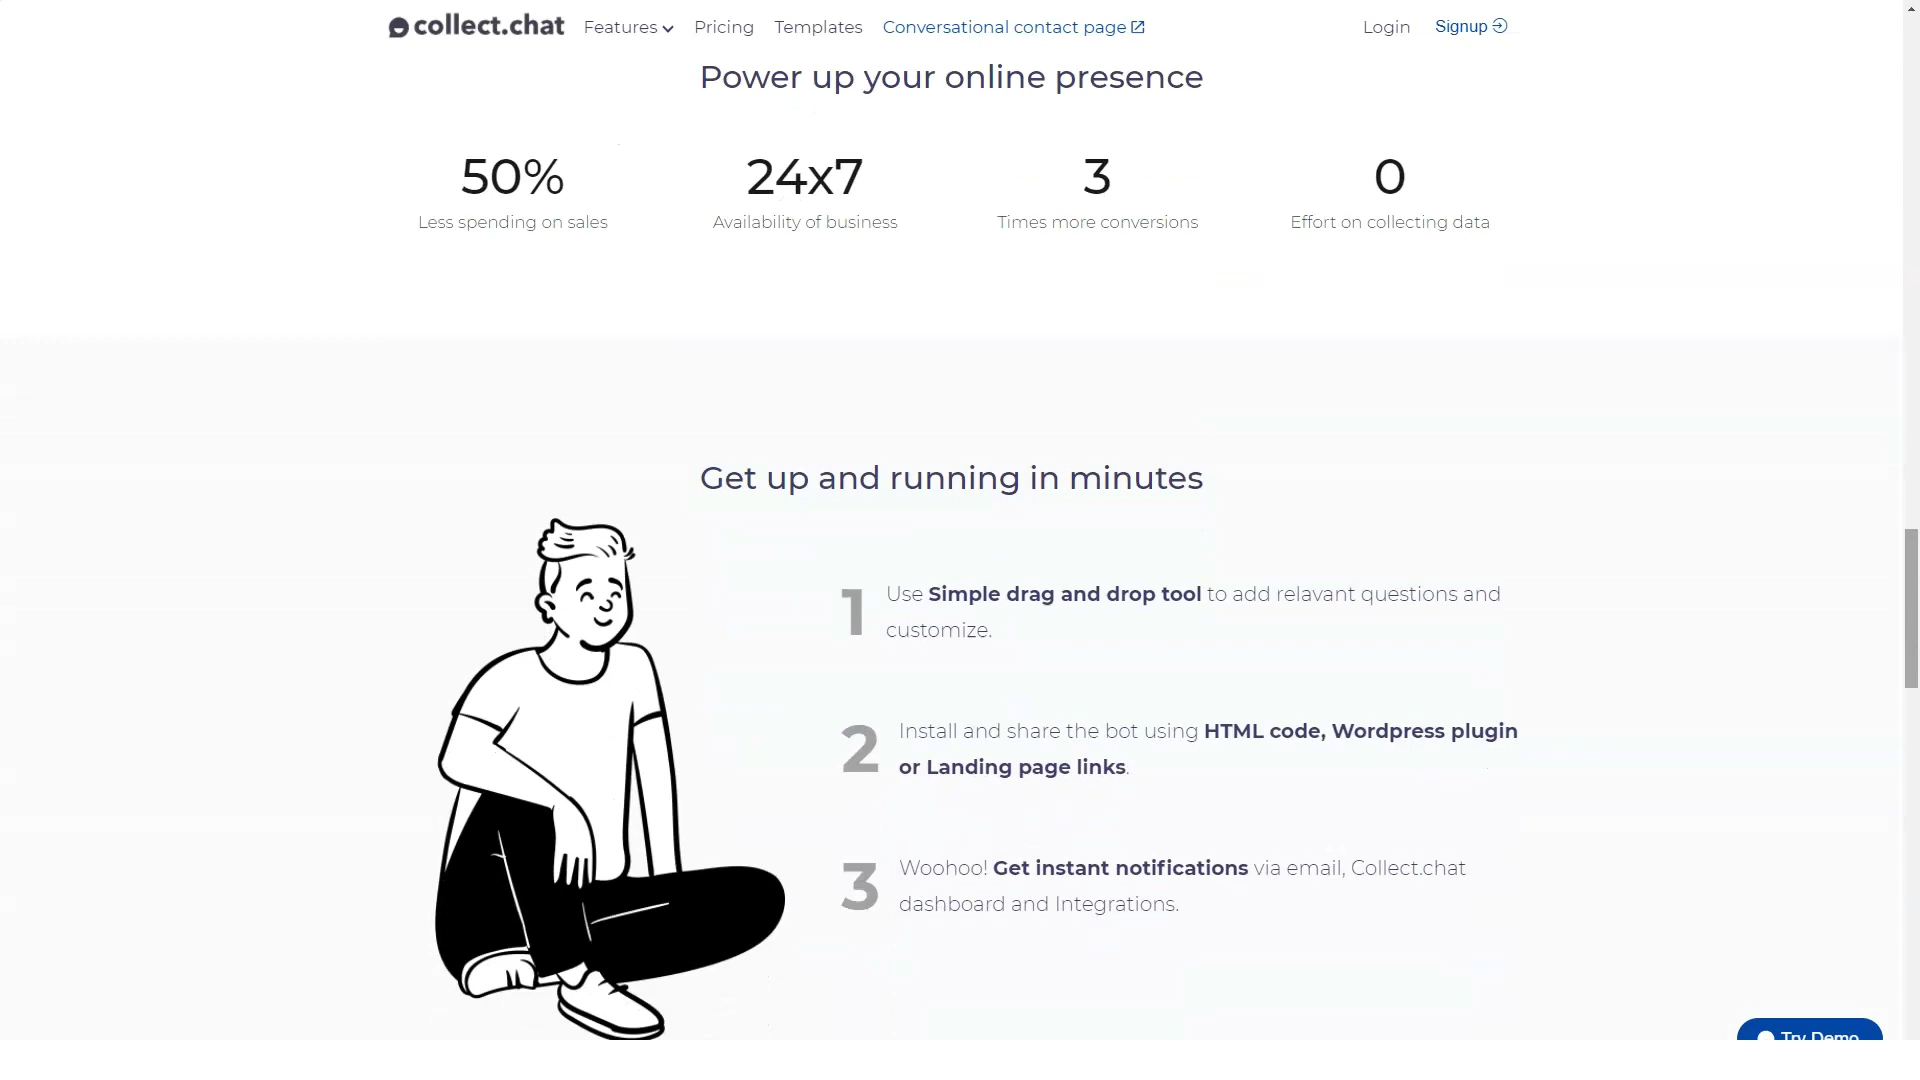 collect.chat Features Pricing Templates Conversational contact page Login Signup
Power up your online presence
50% 24x7 3 0
Less spending on sales Availability of business Times more conversions Effort on collecting data
Get up and running in minutes
1 Use Simple drag and drop tool to add relavant questions and
customize.
2 Install and share the bot using HTML code, Wordpress plugin
or Landing page links.
3 Woohoo! Get instant notifications via email, Collect.chat
dashboard and Integrations.
Try Demo